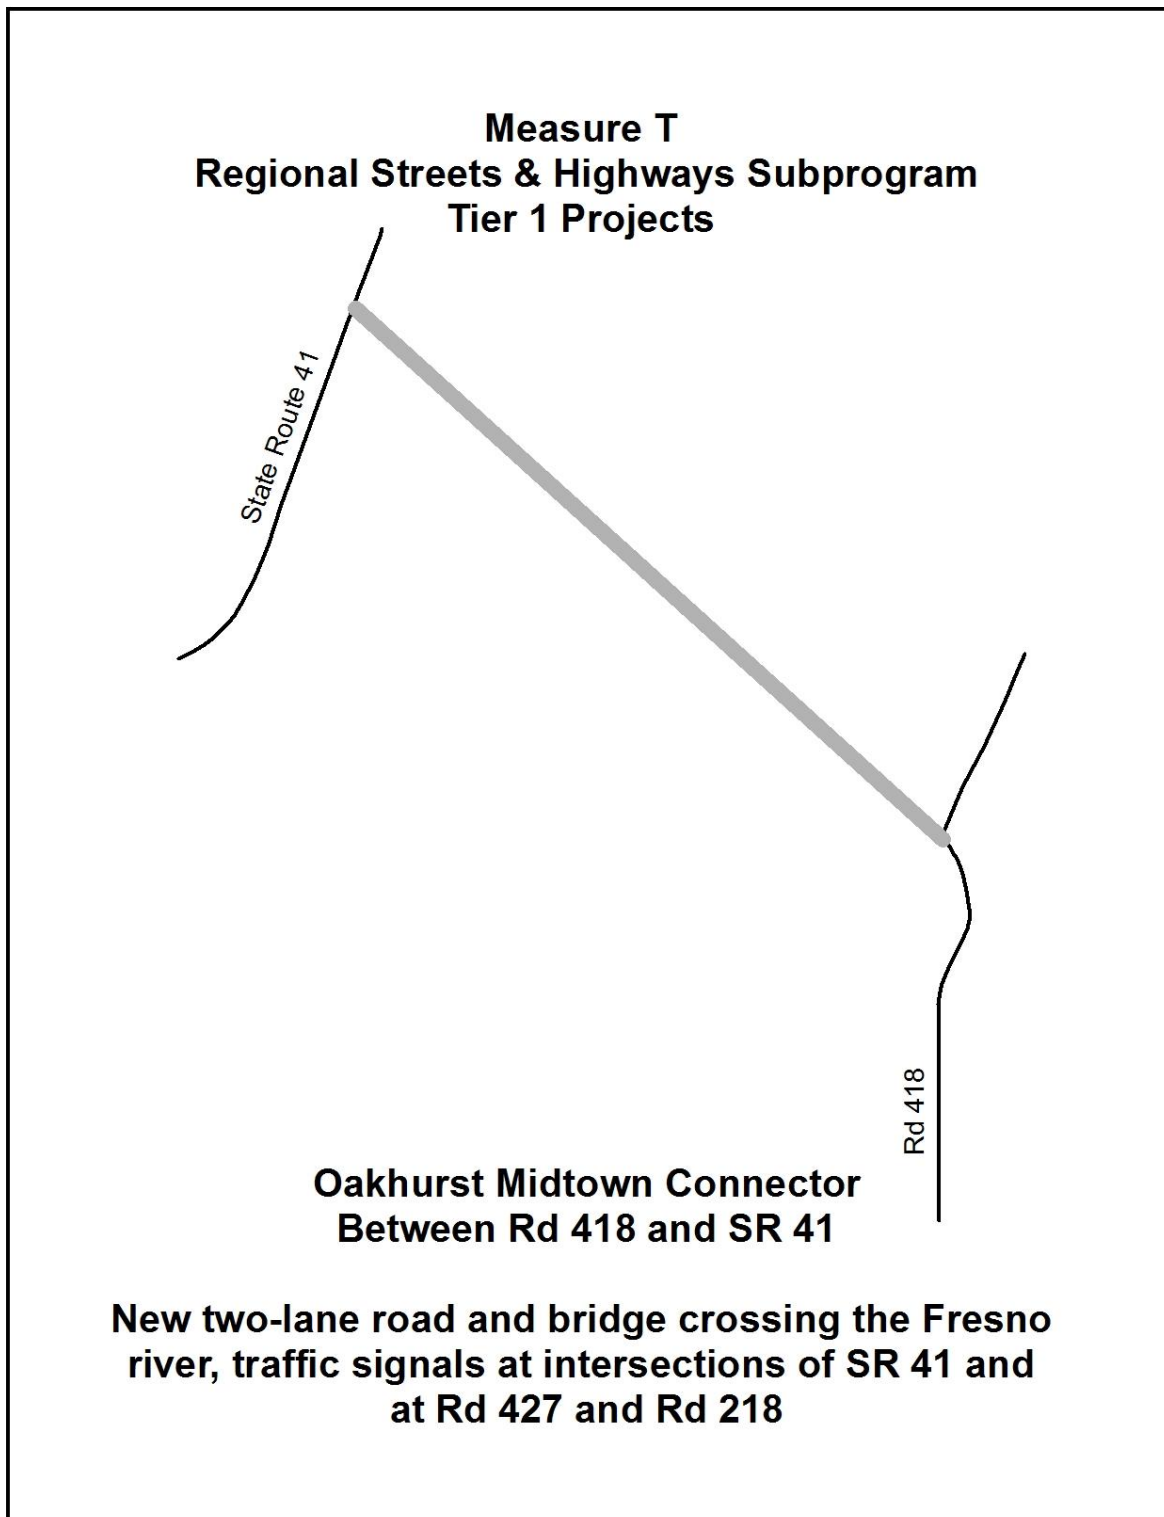 Measure T
Regional Streets & Highways Subprogram
Tier 1 Projects
State Route 41
Rd 418
Oakhurst Midtown Connector
Between Rd 418 and SR 41
New two-lane road and bridge crossing the Fresno
river, traffic signals at intersections of SR 41 and
at Rd 427 and Rd 218